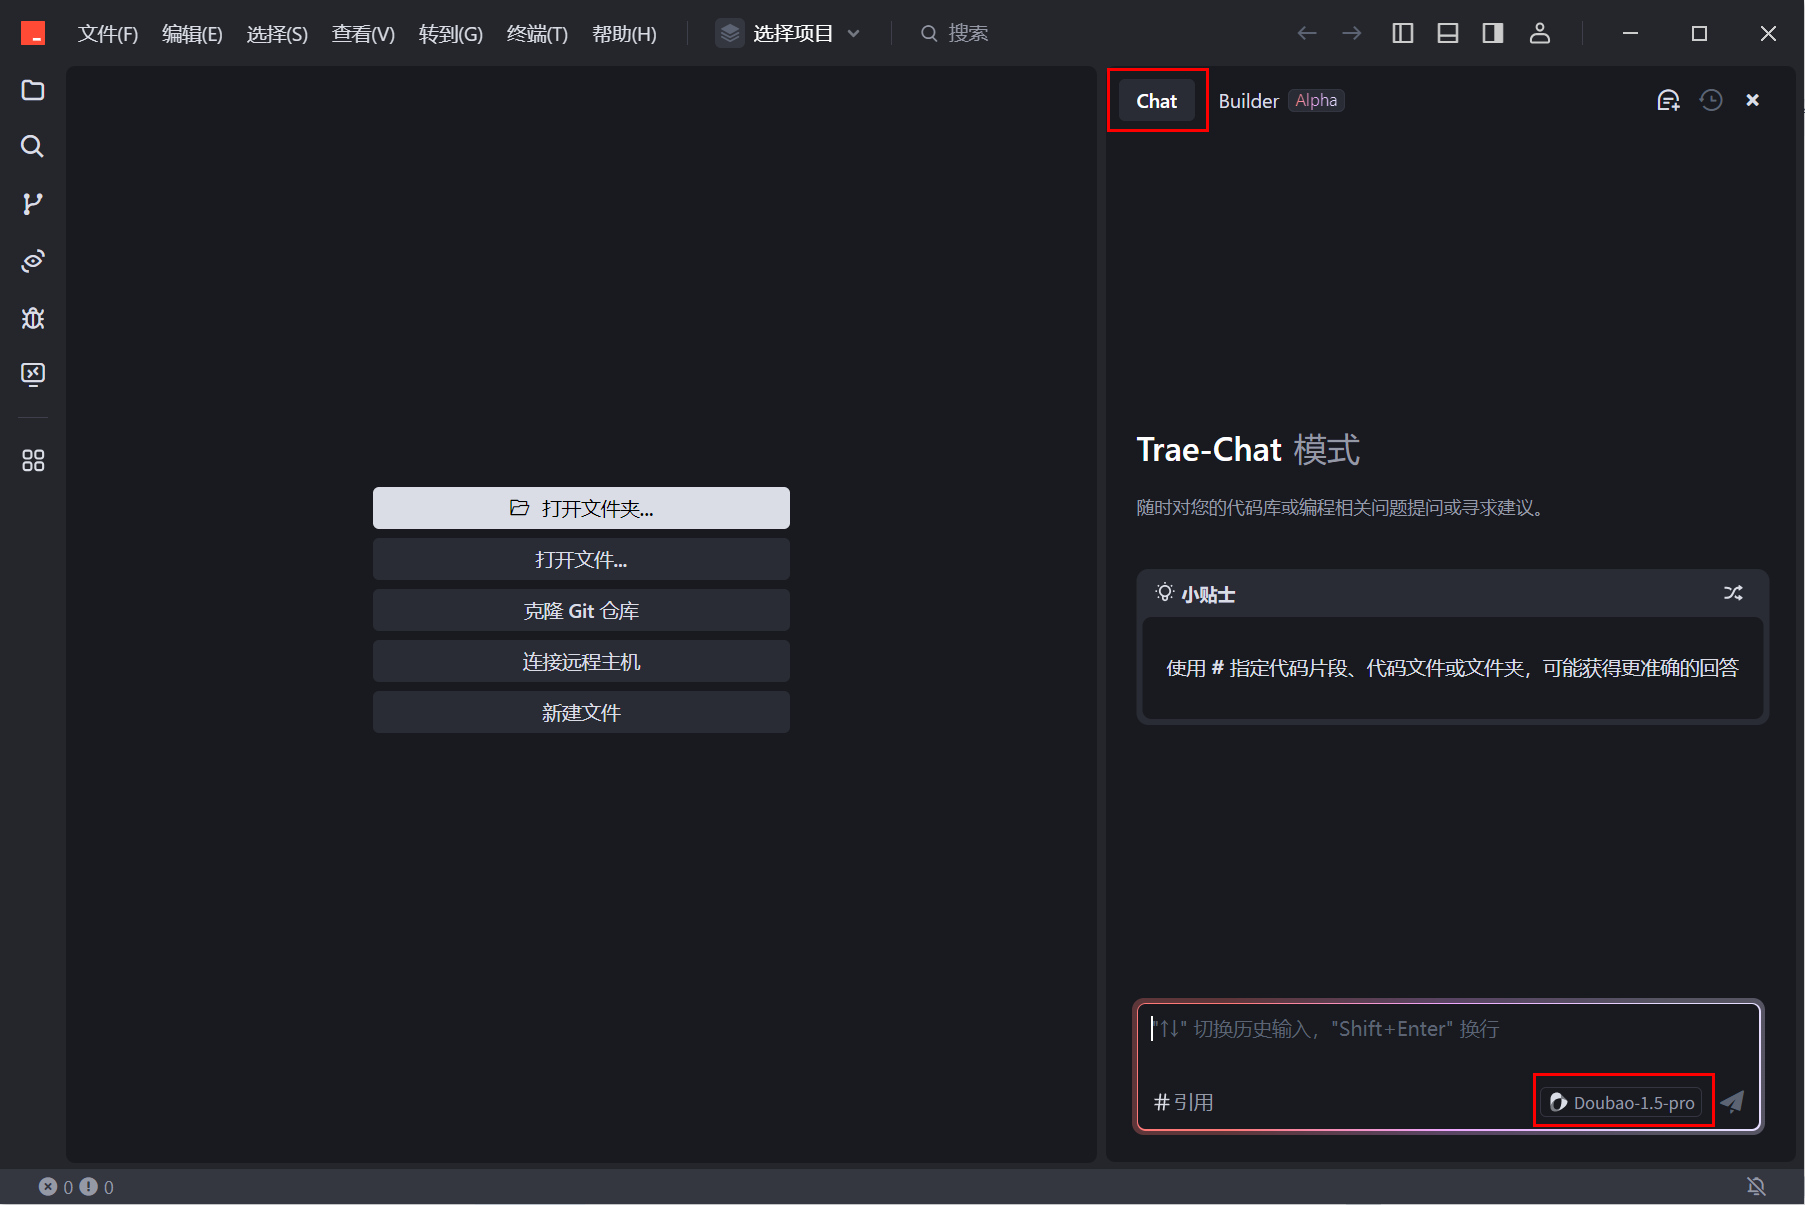 文件(F) 编辑(E) 选择(S) 查看(V) 转到(G) 终端(T) 帮助(H) 选择项目 搜索
Chat Builder Alpha
打开文件夹...
打开文件...
克隆 Git 仓库
连接远程主机
新建文件
Trae-Chat 模式
随时对您的代码库或编程相关问题提问或寻求建议。
小贴士
使用 # 指定代码片段、代码文件或文件夹，可能获得更准确的回答
"↑↓" 切换历史输入，"Shift+Enter" 换行
#引用 Doubao-1.5-pro
0 0